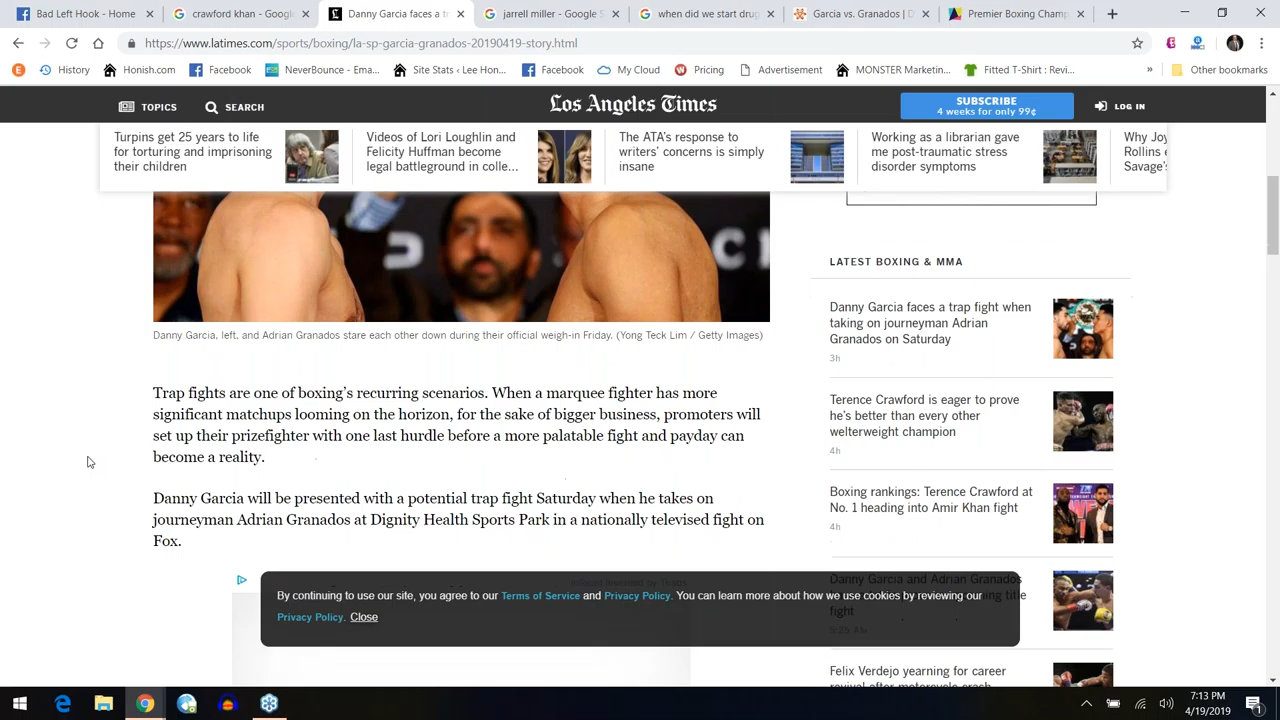 Bad Left Hook - Home
crawford khan - Google
Danny Garcia faces a tr
jarrell miller - Google S
when did we start drug
Garcia vs. Granados | D
Premier Boxing Champ
https://www.latimes.com/sports/boxing/la-sp-garcia-granados-20190419-story.html
History
Honish.com
Facebook
NeverBounce - Ema...
Site Stats ‹ Lee Hon...
Facebook
My Cloud
Pricing
Advertisement
MONSTER Marketin...
Fitted T-Shirt : Revi...
»
Other bookmarks
TOPICS
SEARCH
Los Angeles Times
SUBSCRIBE
4 weeks for only 99¢
LOG IN
Turpins get 25 years to life
for torturing and imprisoning
their children
Videos of Lori Loughlin and
Felicity Huffman become
legal battleground in colle...
The ATA's response to
writers' concerns is simply
insane
Working as a librarian gave
me post-traumatic stress
disorder symptoms
Why Joy
Rollins
Savage's
Danny Garcia, left, and Adrian Granados stare each other down during their official weigh-in Friday. (Yong Teck Lim / Getty Images)
Trap fights are one of boxing's recurring scenarios. When a marquee fighter has more
significant matchups looming on the horizon, for the sake of bigger business, promoters will
set up their prizefighter with one last hurdle before a more palatable fight and payday can
become a reality.
Danny Garcia will be presented with a potential trap fight Saturday when he takes on
journeyman Adrian Granados at Dignity Health Sports Park in a nationally televised fight on
Fox.
LATEST BOXING & MMA
Danny Garcia faces a trap fight when
taking on journeyman Adrian
Granados on Saturday
3h
Terence Crawford is eager to prove
he's better than every other
welterweight champion
4h
Boxing rankings: Terence Crawford at
No. 1 heading into Amir Khan fight
4h
Danny Garcia and Adrian Granados
title
fight
Felix Verdejo yearning for career
revival after motorcycle crash
By continuing to use our site, you agree to our Terms of Service and Privacy Policy. You can learn more about how we use cookies by reviewing our
Privacy Policy. Close
7:13 PM
4/19/2019
1